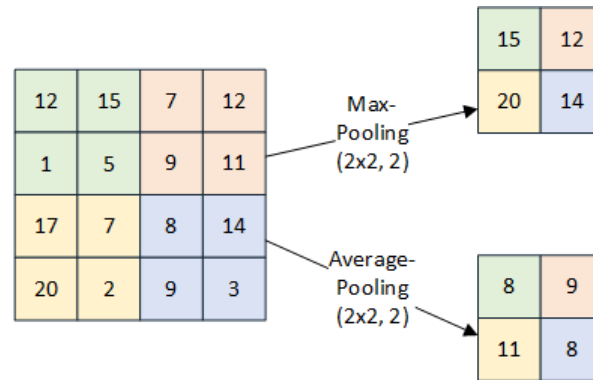 12 15 7 12
1 5 9 11
17 7 8 14
20 2 9 3
Max-
Pooling
(2x2, 2)
15 12
20 14
Average-
Pooling
(2x2, 2)
8 9
11 8